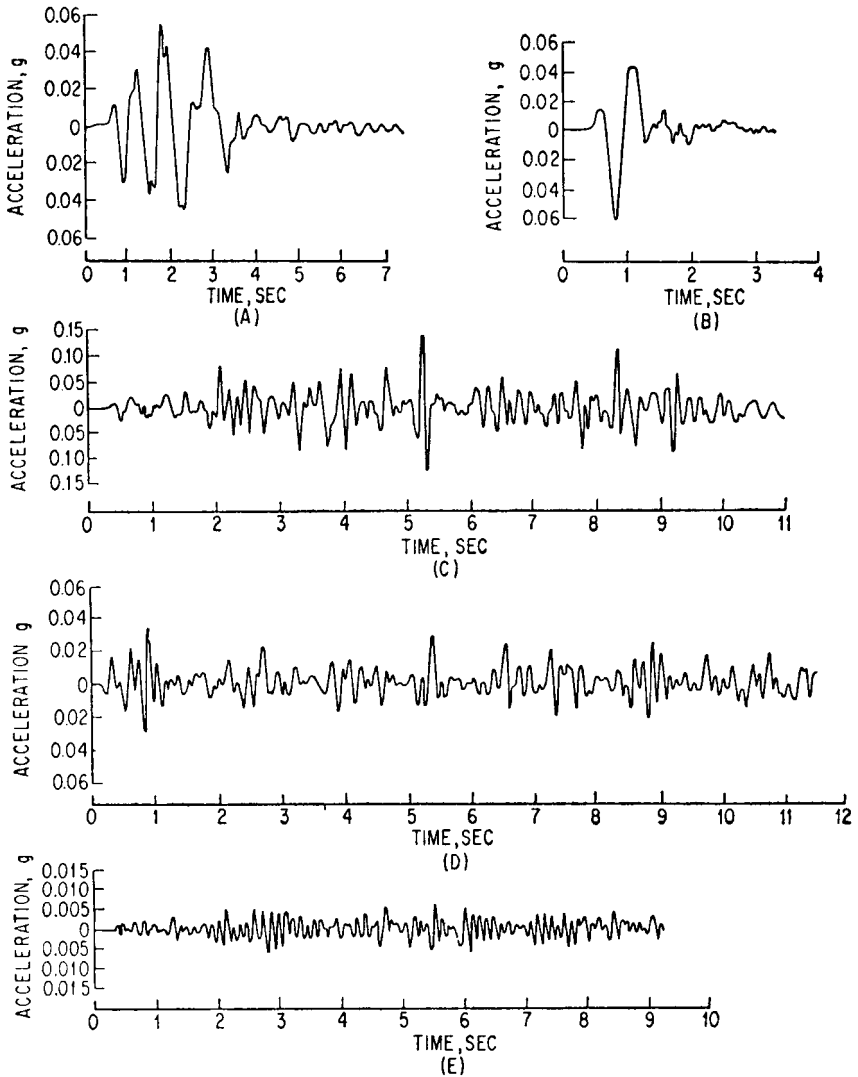 ACCELERATION, g
0.06
0.04
0.02
0
0.02
0.04
0.06
0 1 2 3 4 5 6 7
TIME, SEC
(A)
ACCELERATION, g
0.06
0.04
0.02
0
0.02
0.04
0.06
0 1 2 3 4
TIME, SEC
(B)
ACCELERATION, g
0.15
0.10
0.05
0
0.05
0.10
0.15
0 1 2 3 4 5 6 7 8 9 10 11
TIME, SEC
(C)
ACCELERATION g
0.06
0.04
0.02
0
0.02
0.04
0.06
0 1 2 3 4 5 6 7 8 9 10 11 12
TIME, SEC
(D)
ACCELERATION, g
0.015
0.010
0.005
0
0.005
0.010
0.015
0 1 2 3 4 5 6 7 8 9 10
TIME, SEC
(E)